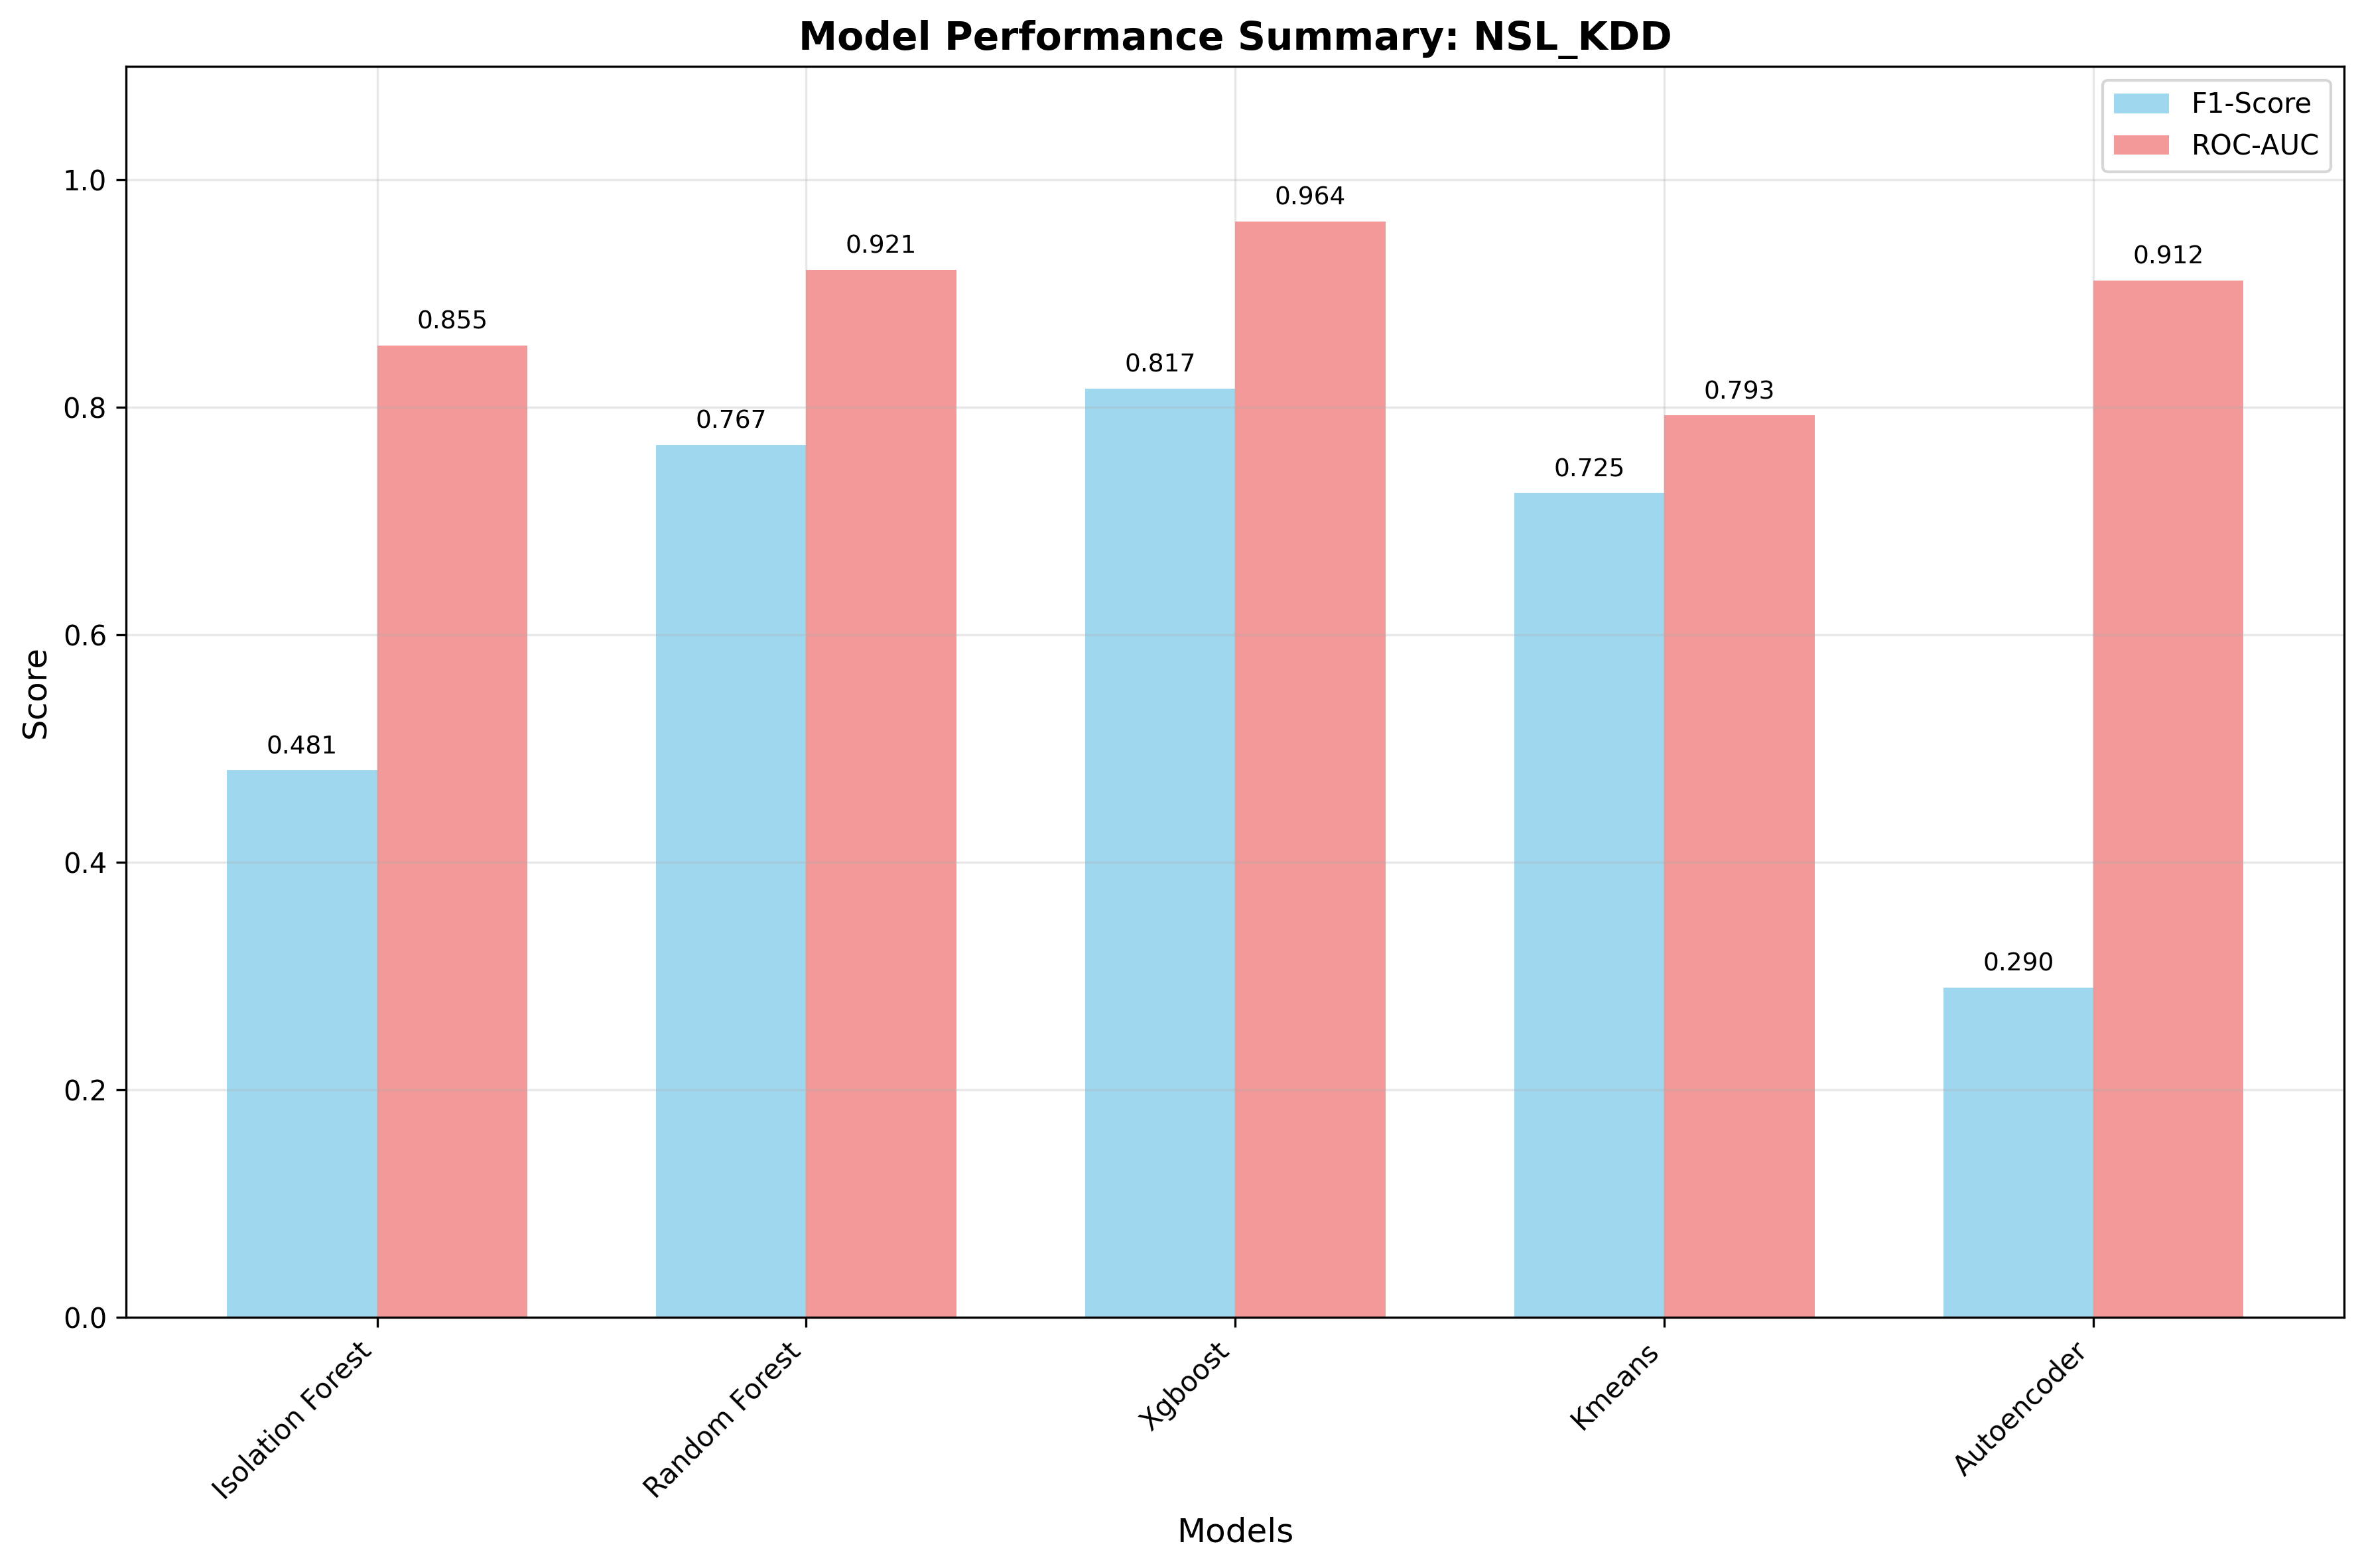 Model Performance Summary: NSL_KDD
F1-Score
ROC-AUC
Score
1.0
0.8
0.6
0.4
0.2
0.0
0.481
0.855
0.767
0.921
0.817
0.964
0.725
0.793
0.290
0.912
Isolation Forest
Random Forest
Xgboost
Kmeans
Autoencoder
Models